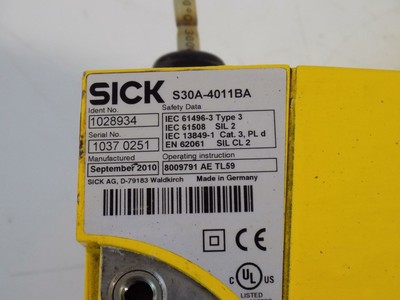 SICK S30A-4011BA
Ident No. Safety Data
1028934 IEC 61496-3 Type 3
IEC 61508 SIL 2
Serial No. IEC 13849-1 Cat. 3, PL d
1037 0251 EN 62061 SIL CL 2
Manufactured Operating instruction
September 2010 8009791 AE TL59
SICK AG, D-79183 Waldkirch Made in Germany
C UL US
LISTED